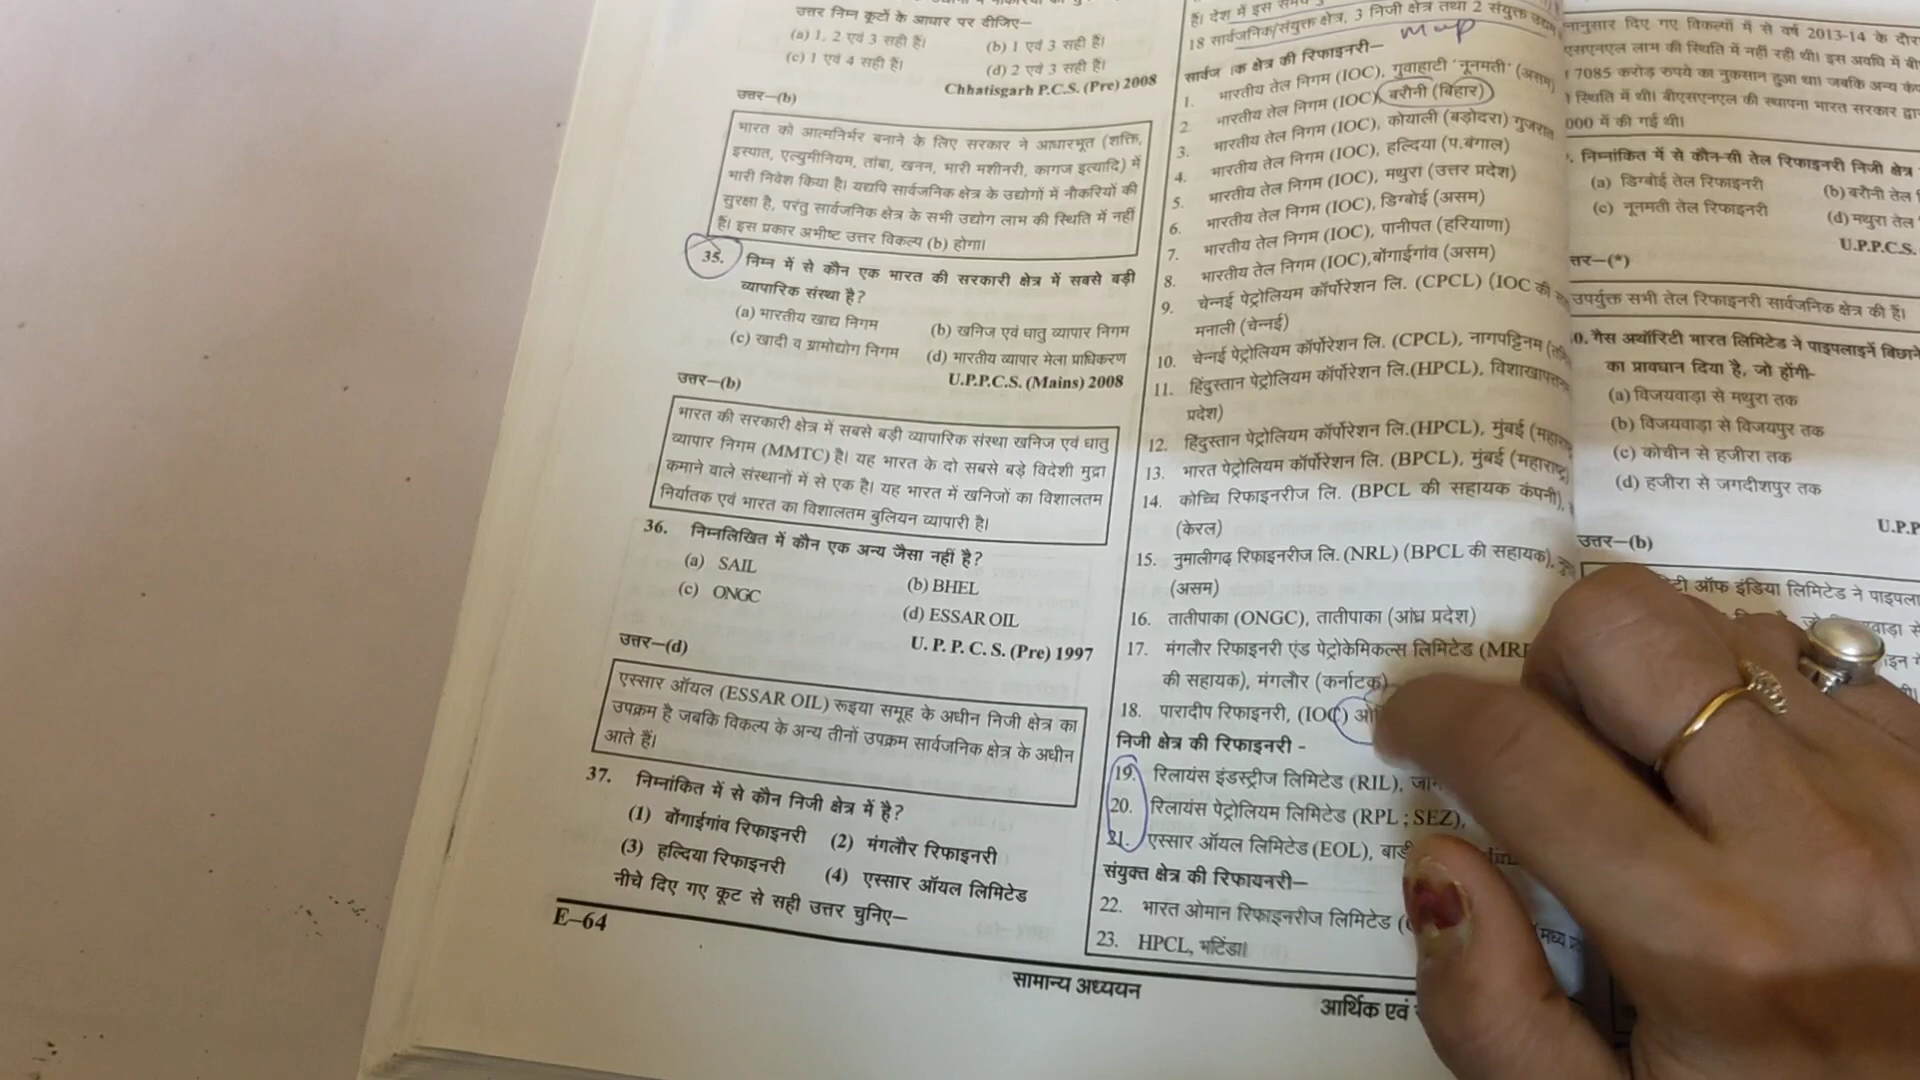 उत्तर निम्न कूटों के आधार पर दीजिए—
(a) 1, 2 एवं 3 सही हैं।
(b) 1 एवं 3 सही हैं।
(c) 1 एवं 4 सही हैं।
(d) 2 एवं 3 सही हैं।
Chhatisgarh P.C.S. (Pre) 2008
उत्तर—(b)
भारत को आत्मनिर्भर बनाने के लिए सरकार ने आधारभूत (शक्ति,
इस्पात, एल्युमीनियम, तांबा, खनन, भारी मशीनरी, कागज इत्यादि) में
भारी निवेश किया है। यद्यपि सार्वजनिक क्षेत्र के उद्योगों में नौकरियों की
सुरक्षा है, परंतु सार्वजनिक क्षेत्र के सभी उद्योग लाभ की स्थिति में नहीं
हैं। इस प्रकार अभीष्ट उत्तर विकल्प (b) होगा।
35. निम्न में से कौन एक भारत की सरकारी क्षेत्र में सबसे बड़ी
व्यापारिक संस्था है?
(a) भारतीय खाद्य निगम
(b) खनिज एवं धातु व्यापार निगम
(c) खादी व ग्रामोद्योग निगम
(d) भारतीय व्यापार मेला प्राधिकरण
U.P.P.C.S. (Mains) 2008
उत्तर—(b)
भारत की सरकारी क्षेत्र में सबसे बड़ी व्यापारिक संस्था खनिज एवं धातु
व्यापार निगम (MMTC) है। यह भारत के दो सबसे बड़े विदेशी मुद्रा
कमाने वाले संस्थानों में से एक है। यह भारत में खनिजों का विशालतम
निर्यातक एवं भारत का विशालतम बुलियन व्यापारी है।
36. निम्नलिखित में कौन एक अन्य जैसा नहीं है?
(a) SAIL
(b) BHEL
(c) ONGC
(d) ESSAR OIL
U. P. P. C. S. (Pre) 1997
उत्तर—(d)
एस्सार ऑयल (ESSAR OIL) रूइया समूह के अधीन निजी क्षेत्र का
उपक्रम है जबकि विकल्प के अन्य तीनों उपक्रम सार्वजनिक क्षेत्र के अधीन
आते हैं।
37. निम्नांकित में से कौन निजी क्षेत्र में है?
(1) बोंगाईगांव रिफाइनरी (2) मंगलौर रिफाइनरी
(3) हल्दिया रिफाइनरी (4) एस्सार ऑयल लिमिटेड
नीचे दिए गए कूट से सही उत्तर चुनिए—
E–64
सामान्य अध्ययन
हैं। देश में इस समय
18 सार्वजनिक/संयुक्त क्षेत्र, 3 निजी क्षेत्र तथा 2 संयुक्त उद्यम
map
क क्षेत्र की रिफाइनरी—
1. भारतीय तेल निगम (IOC), गुवाहाटी 'नूनमती' (असम)
2 भारतीय तेल निगम (IOC), बरौनी (बिहार)
3. भारतीय तेल निगम (IOC), कोयाली (बड़ोदरा) गुजरात
4. भारतीय तेल निगम (IOC), हल्दिया (प.बंगाल)
5. भारतीय तेल निगम (IOC), मथुरा (उत्तर प्रदेश)
6. भारतीय तेल निगम (IOC), डिग्बोई (असम)
7. भारतीय तेल निगम (IOC), पानीपत (हरियाणा)
8. भारतीय तेल निगम (IOC),बोंगाईगांव (असम)
9. चेन्नई पेट्रोलियम कॉर्पोरेशन लि. (CPCL) (IOC की
मनाली (चेन्नई)
10. चेन्नई पेट्रोलियम कॉर्पोरेशन लि. (CPCL), नागपट्टिनम
11. हिंदुस्तान पेट्रोलियम कॉर्पोरेशन लि.(HPCL), विशाखापत्तनम
प्रदेश)
12. हिंदुस्तान पेट्रोलियम कॉर्पोरेशन लि.(HPCL), मुंबई
13. भारत पेट्रोलियम कॉर्पोरेशन लि. (BPCL), मुंबई (महाराष्ट्र)
14. कोच्चि रिफाइनरीज लि. (BPCL की सहायक कंपनी),
(केरल)
15. नुमालीगढ़ रिफाइनरीज लि. (NRL) (BPCL की सहायक),
(असम)
16. तातीपाका (ONGC), तातीपाका (आंध्र प्रदेश)
17. मंगलौर रिफाइनरी एंड पेट्रोकेमिकल्स लिमिटेड (MRP
की सहायक), मंगलौर (कर्नाटक)
18. पारादीप रिफाइनरी, (IOC)
निजी क्षेत्र की रिफाइनरी -
19. रिलायंस इंडस्ट्रीज लिमिटेड (RIL),
20. रिलायंस पेट्रोलियम लिमिटेड (RPL ; SEZ),
21. एस्सार ऑयल लिमिटेड (EOL),
संयुक्त क्षेत्र की रिफायनरी—
22. भारत ओमान रिफाइनरीज लिमिटेड
23. HPCL, भटिंडा।
आर्थिक एवं
नानुसार दिए गए विकल्पों में से वर्ष 2013-14 के दौर
एसएनएल लाभ की स्थिति में नहीं रही थी। इस अवधि में बी
7085 करोड़ रुपये का नुकसान हुआ था। जबकि अन्य कंप
स्थिति में थी। बीएसएनएल की स्थापना भारत सरकार द्वा
000 में की गई थी।
निम्नांकित में से कौन-सी तेल रिफाइनरी निजी क्षेत्र
(a) डिग्बोई तेल रिफाइनरी
(b) बरौनी तेल
(c) नूनमती तेल रिफाइनरी
(d) मथुरा तेल
U.P.P.C.S.
त्तर—(*)
उपर्युक्त सभी तेल रिफाइनरी सार्वजनिक क्षेत्र की हैं।
0. गैस अथॉरिटी भारत लिमिटेड ने पाइपलाइनें बिछाने
का प्रावधान दिया है, जो होंगी-
(a) विजयवाड़ा से मथुरा तक
(b) विजयवाड़ा से विजयपुर तक
(c) कोचीन से हजीरा तक
(d) हजीरा से जगदीशपुर तक
U.P.P
उत्तर—(b)
टी ऑफ इंडिया लिमिटेड ने पाइपला